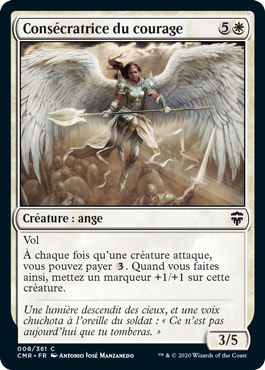 Consécratrice du courage 5
Créature : ange
Vol
À chaque fois qu'une créature attaque,
vous pouvez payer 3. Quand vous faites
ainsi, mettez un marqueur +1/+1 sur cette
créature.
Une lumière descendit des cieux, et une voix
chuchota à l'oreille du soldat : « Ce n'est pas
aujourd'hui que tu tomberas. »
3/5
008/361 C
CMR • FR Antonio José Manzanedo
™ & © 2020 Wizards of the Coast